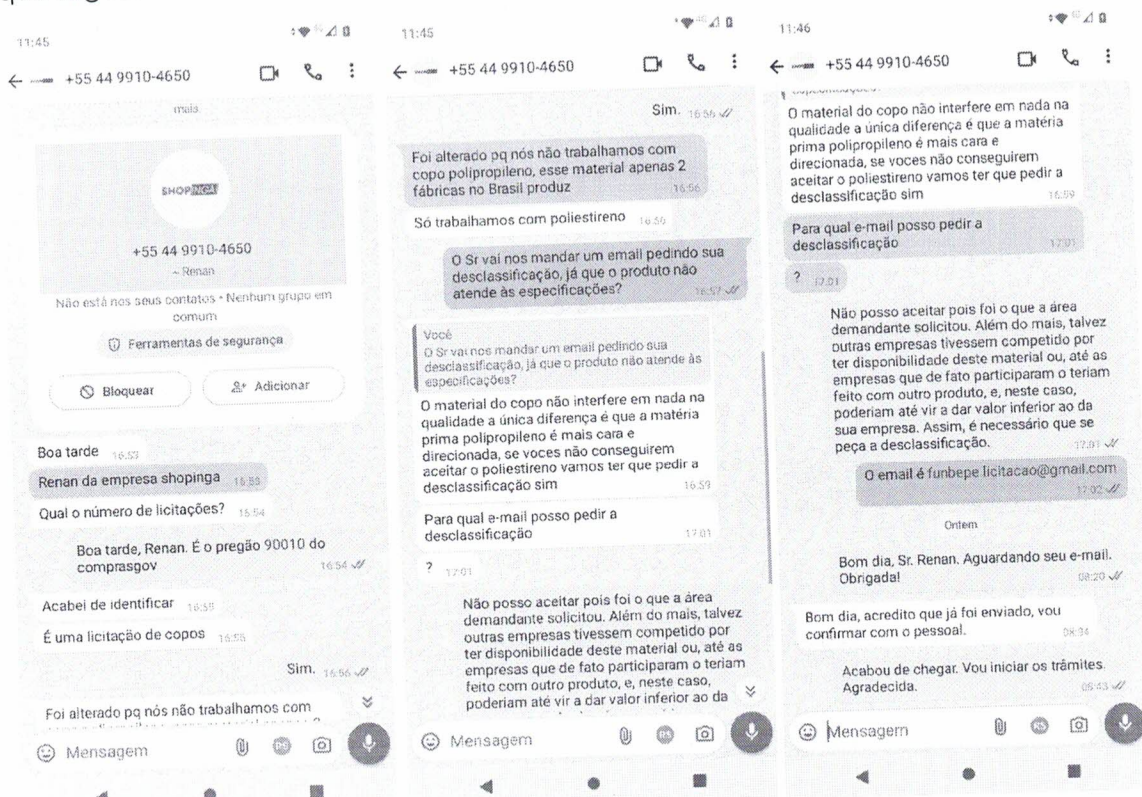 11:45
+55 44 9910-4650
mais
SHOPINGÁ
+55 44 9910-4650
~ Renan
Não está nos seus contatos • Nenhum grupo em
comum
Ferramentas de segurança
Bloquear
Adicionar
Boa tarde 16:53
Renan da empresa shopinga 16:53
Qual o número de licitações? 16:54
Boa tarde, Renan. É o pregão 90010 do
comprasgov 16:54
Acabei de identificar 16:55
É uma licitação de copos 16:55
Sim. 16:56
Foi alterado pq nós não trabalhamos com
Mensagem
11:45
+55 44 9910-4650
Sim. 16:56
Foi alterado pq nós não trabalhamos com
copo polipropileno, esse material apenas 2
fábricas no Brasil produz 16:56
Só trabalhamos com poliestireno 16:56
O Sr vai nos mandar um email pedindo sua
desclassificação, já que o produto não
atende às especificações? 16:57
Você
O Sr vai nos mandar um email pedindo sua
desclassificação, já que o produto não atende às
especificações?
O material do copo não interfere em nada na
qualidade a única diferença é que a matéria
prima polipropileno é mais cara e
direcionada, se voces não conseguirem
aceitar o poliestireno vamos ter que pedir a
desclassificação sim 16:59
Para qual e-mail posso pedir a
desclassificação 17:01
? 17:01
Não posso aceitar pois foi o que a área
demandante solicitou. Além do mais, talvez
outras empresas tivessem competido por
ter disponibilidade deste material ou, até as
empresas que de fato participaram o teriam
feito com outro produto, e, neste caso,
poderiam até vir a dar valor inferior ao da
Mensagem
11:46
+55 44 9910-4650
O material do copo não interfere em nada na
qualidade a única diferença é que a matéria
prima polipropileno é mais cara e
direcionada, se voces não conseguirem
aceitar o poliestireno vamos ter que pedir a
desclassificação sim 16:59
Para qual e-mail posso pedir a
desclassificação 17:01
? 17:01
Não posso aceitar pois foi o que a área
demandante solicitou. Além do mais, talvez
outras empresas tivessem competido por
ter disponibilidade deste material ou, até as
empresas que de fato participaram o teriam
feito com outro produto, e, neste caso,
poderiam até vir a dar valor inferior ao da
sua empresa. Assim, é necessário que se
peça a desclassificação. 17:01
O email é funbepe.licitacao@gmail.com
17:02
Ontem
Bom dia, Sr. Renan. Aguardando seu e-mail.
Obrigada! 08:20
Bom dia, acredito que já foi enviado, vou
confirmar com o pessoal. 08:34
Acabou de chegar. Vou iniciar os trâmites.
Agradecida. 08:43
Mensagem